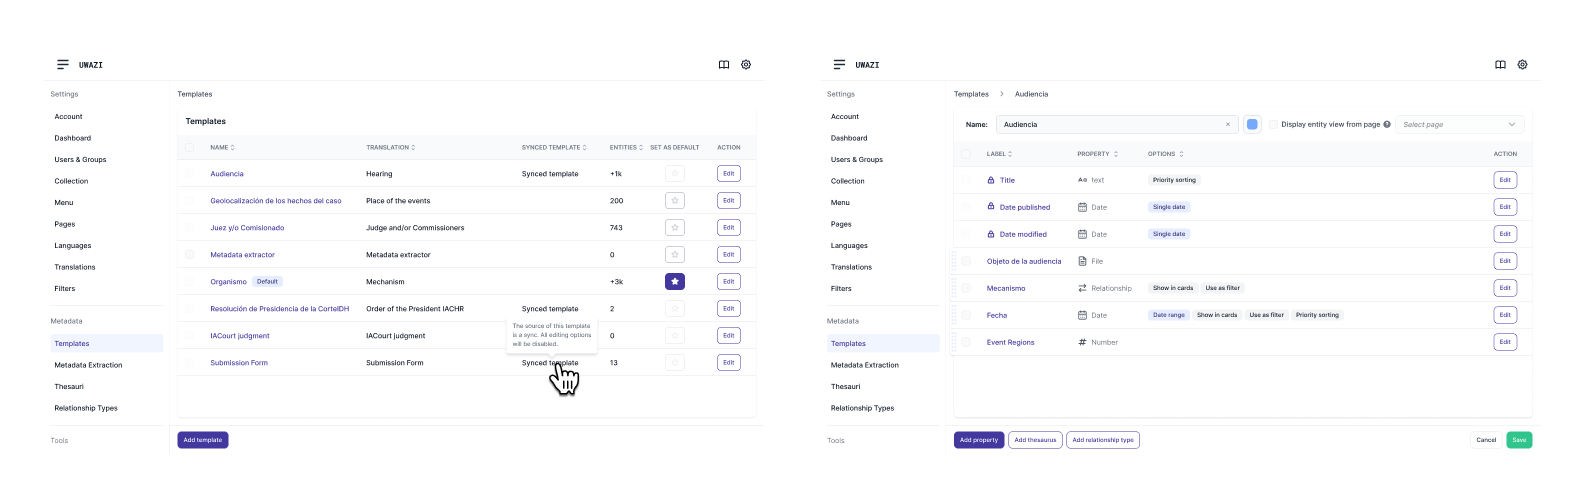 UWAZI
Settings
Account
Dashboard
Users & Groups
Collection
Menu
Pages
Languages
Translations
Filters
Metadata
Templates
Metadata Extraction
Thesauri
Relationship Types
Tools
Templates
Templates
NAME TRANSLATION SYNCED TEMPLATE ENTITIES SET AS DEFAULT ACTION
Audiencia Hearing Synced template +1k Edit
Geolocalización de los hechos del caso Place of the events 200 Edit
Juez y/o Comisionado Judge and/or Commissioners 743 Edit
Metadata extractor Metadata extractor 0 Edit
Organismo Default Mechanism +3k Edit
Resolución de Presidencia de la CorteIDH Order of the President IACHR Synced template 2 Edit
IACourt judgment IACourt judgment 0 Edit
The source of this template
is a sync. All editing options
will be disabled.
Submission Form Submission Form Synced template 13 Edit
Add template
UWAZI
Settings
Account
Dashboard
Users & Groups
Collection
Menu
Pages
Languages
Translations
Filters
Metadata
Templates
Metadata Extraction
Thesauri
Relationship Types
Tools
Templates > Audiencia
Name: Audiencia × Display entity view from page ? Select page
LABEL PROPERTY OPTIONS ACTION
Title Aa text Priority sorting Edit
Date published Date Single date Edit
Date modified Date Single date Edit
Objeto de la audiencia File Edit
Mecanismo Relationship Show in cards Use as filter Edit
Fecha Date Date range Show in cards Use as filter Priority sorting Edit
Event Regions # Number Edit
Add property Add thesaurus Add relationship type Cancel Save